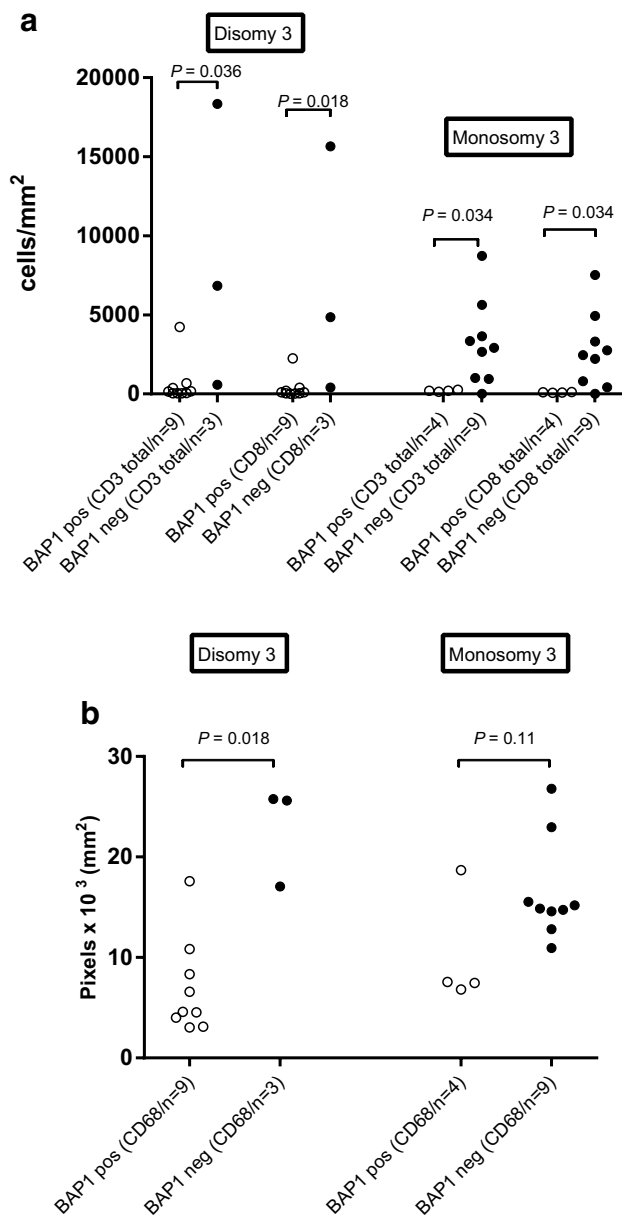 a
Disomy 3
Monosomy 3
P = 0.036
P = 0.018
P = 0.034
P = 0.034
cells/mm²
20000
15000
10000
5000
0
BAP1 pos (CD3 total/n=9)
BAP1 neg (CD3 total/n=3)
BAP1 pos (CD8/n=9)
BAP1 neg (CD8/n=3)
BAP1 pos (CD3 total/n=4)
BAP1 neg (CD3 total/n=9)
BAP1 pos (CD8 total/n=4)
BAP1 neg (CD8 total/n=9)
Disomy 3
Monosomy 3
b
P = 0.018
P = 0.11
Pixels x 10 ³ (mm²)
30
20
10
0
BAP1 pos (CD68/n=9)
BAP1 neg (CD68/n=3)
BAP1 pos (CD68/n=4)
BAP1 neg (CD68/n=9)